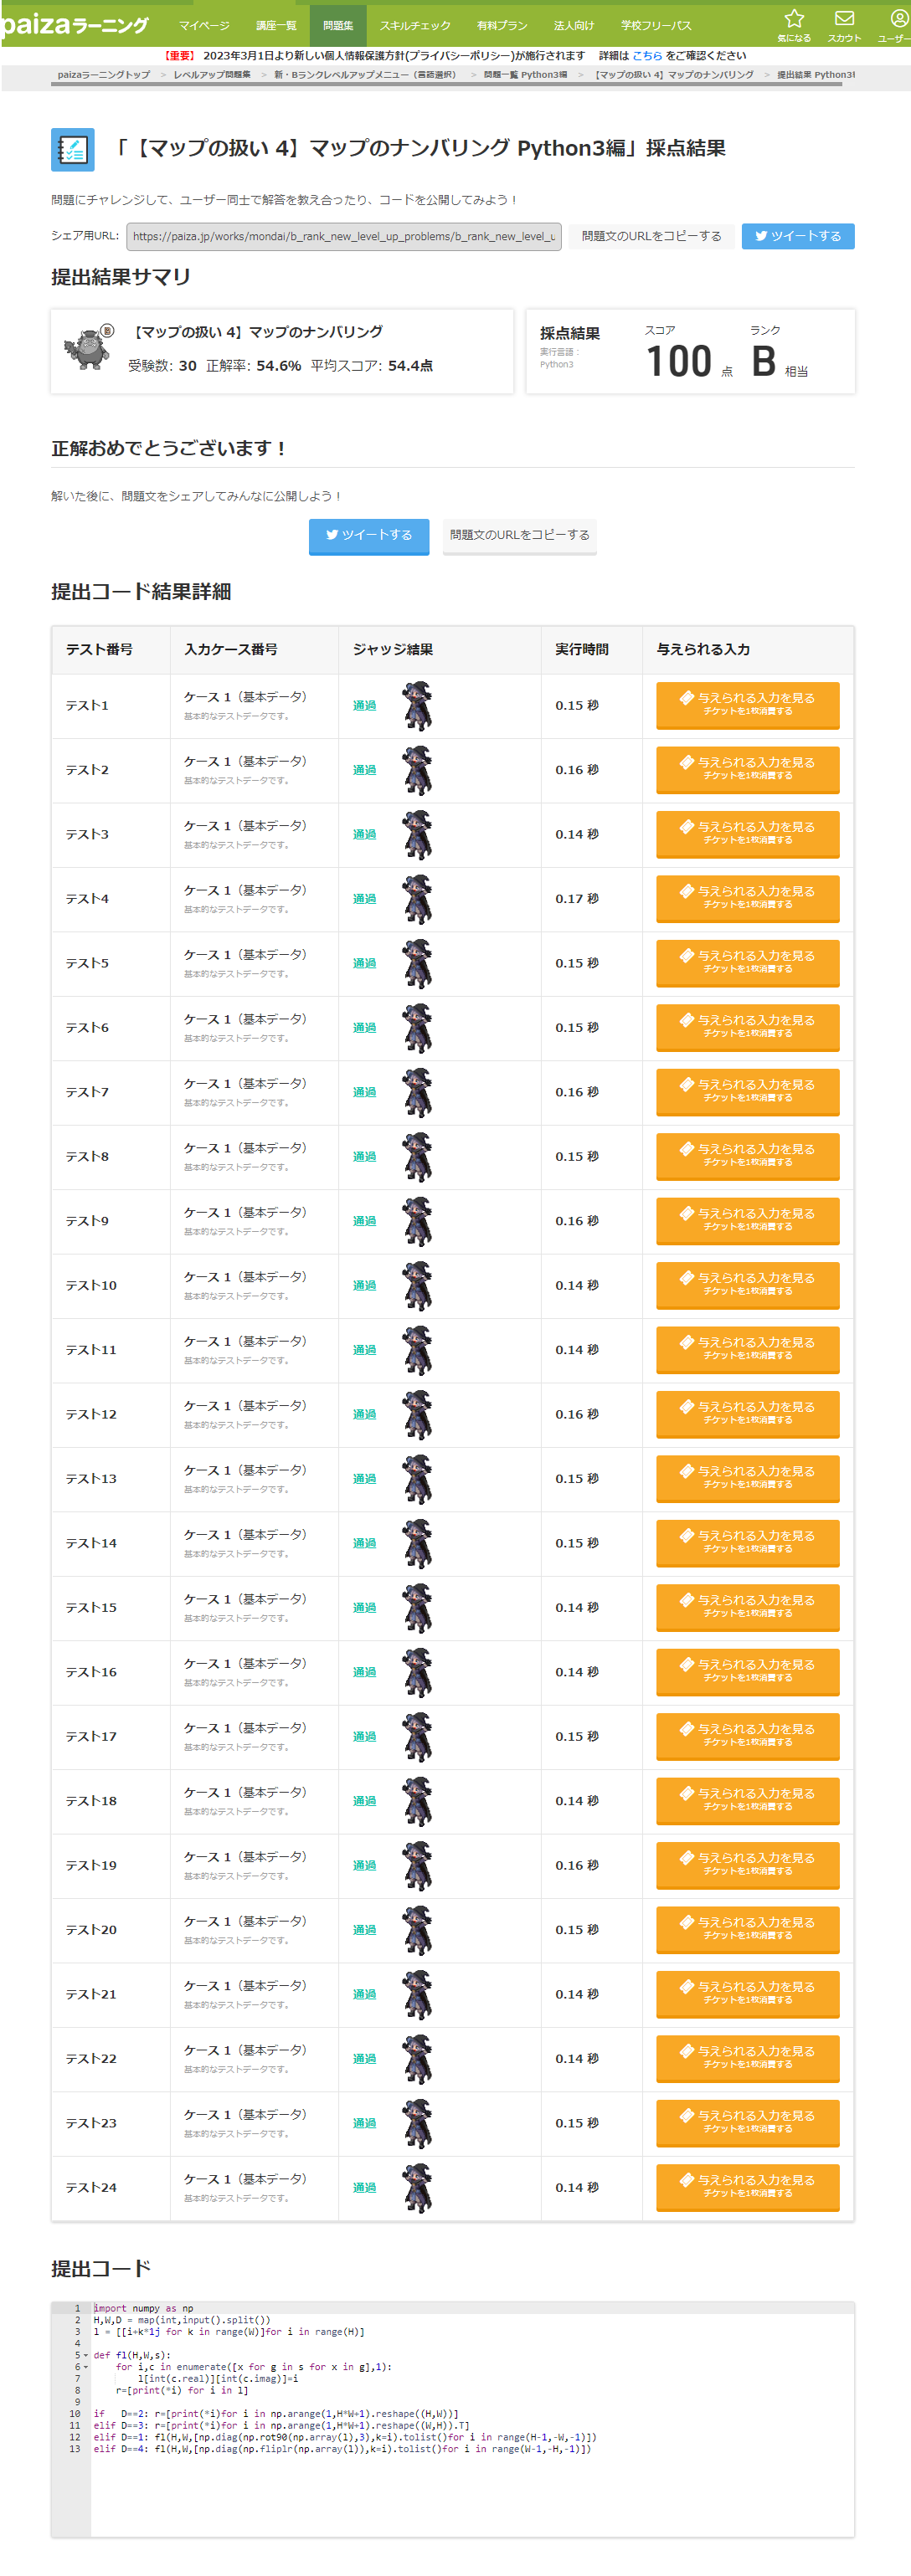 paizaラーニング
マイページ 講座一覧 問題集 スキルチェック 有料プラン 法人向け 学校フリーパス 気になる スカウト ユーザー
【重要】 2023年3月1日より新しい個人情報保護方針(プライバシーポリシー)が施行されます 詳細は こちら をご確認ください
paizaラーニングトップ > レベルアップ問題集 > 新・Bランクレベルアップメニュー（言語選択） > 問題一覧 Python3編 > 【マップの扱い 4】マップのナンバリング > 提出結果 Python3
「【マップの扱い 4】マップのナンバリング Python3編」採点結果
問題にチャレンジして、ユーザー同士で解答を教え合ったり、コードを公開してみよう！
シェア用URL: https://paiza.jp/works/mondai/b_rank_new_level_up_problems/b_rank_new_level_u 問題文のURLをコピーする ツイートする
提出結果サマリ
B
【マップの扱い 4】マップのナンバリング
受験数: 30 正解率: 54.6% 平均スコア: 54.4点
採点結果 スコア ランク
実行言語： 100 点 B 相当
Python3
正解おめでとうございます！
解いた後に、問題文をシェアしてみんなに公開しよう！
ツイートする 問題文のURLをコピーする
提出コード結果詳細
テスト番号 入力ケース番号 ジャッジ結果 実行時間 与えられる入力
テスト1 ケース 1（基本データ） 通過 0.15 秒 与えられる入力を見る
基本的なテストデータです。 チケットを1枚消費する
テスト2 ケース 1（基本データ） 通過 0.16 秒 与えられる入力を見る
基本的なテストデータです。 チケットを1枚消費する
テスト3 ケース 1（基本データ） 通過 0.14 秒 与えられる入力を見る
基本的なテストデータです。 チケットを1枚消費する
テスト4 ケース 1（基本データ） 通過 0.17 秒 与えられる入力を見る
基本的なテストデータです。 チケットを1枚消費する
テスト5 ケース 1（基本データ） 通過 0.15 秒 与えられる入力を見る
基本的なテストデータです。 チケットを1枚消費する
テスト6 ケース 1（基本データ） 通過 0.15 秒 与えられる入力を見る
基本的なテストデータです。 チケットを1枚消費する
テスト7 ケース 1（基本データ） 通過 0.16 秒 与えられる入力を見る
基本的なテストデータです。 チケットを1枚消費する
テスト8 ケース 1（基本データ） 通過 0.15 秒 与えられる入力を見る
基本的なテストデータです。 チケットを1枚消費する
テスト9 ケース 1（基本データ） 通過 0.16 秒 与えられる入力を見る
基本的なテストデータです。 チケットを1枚消費する
テスト10 ケース 1（基本データ） 通過 0.14 秒 与えられる入力を見る
基本的なテストデータです。 チケットを1枚消費する
テスト11 ケース 1（基本データ） 通過 0.14 秒 与えられる入力を見る
基本的なテストデータです。 チケットを1枚消費する
テスト12 ケース 1（基本データ） 通過 0.16 秒 与えられる入力を見る
基本的なテストデータです。 チケットを1枚消費する
テスト13 ケース 1（基本データ） 通過 0.15 秒 与えられる入力を見る
基本的なテストデータです。 チケットを1枚消費する
テスト14 ケース 1（基本データ） 通過 0.15 秒 与えられる入力を見る
基本的なテストデータです。 チケットを1枚消費する
テスト15 ケース 1（基本データ） 通過 0.14 秒 与えられる入力を見る
基本的なテストデータです。 チケットを1枚消費する
テスト16 ケース 1（基本データ） 通過 0.14 秒 与えられる入力を見る
基本的なテストデータです。 チケットを1枚消費する
テスト17 ケース 1（基本データ） 通過 0.15 秒 与えられる入力を見る
基本的なテストデータです。 チケットを1枚消費する
テスト18 ケース 1（基本データ） 通過 0.14 秒 与えられる入力を見る
基本的なテストデータです。 チケットを1枚消費する
テスト19 ケース 1（基本データ） 通過 0.16 秒 与えられる入力を見る
基本的なテストデータです。 チケットを1枚消費する
テスト20 ケース 1（基本データ） 通過 0.15 秒 与えられる入力を見る
基本的なテストデータです。 チケットを1枚消費する
テスト21 ケース 1（基本データ） 通過 0.14 秒 与えられる入力を見る
基本的なテストデータです。 チケットを1枚消費する
テスト22 ケース 1（基本データ） 通過 0.14 秒 与えられる入力を見る
基本的なテストデータです。 チケットを1枚消費する
テスト23 ケース 1（基本データ） 通過 0.15 秒 与えられる入力を見る
基本的なテストデータです。 チケットを1枚消費する
テスト24 ケース 1（基本データ） 通過 0.14 秒 与えられる入力を見る
基本的なテストデータです。 チケットを1枚消費する
提出コード
1 import numpy as np
2 H,W,D = map(int,input().split())
3 l = [[i+k*1j for k in range(W)]for i in range(H)]
4
5 def fl(H,W,s):
6 for i,c in enumerate([x for g in s for x in g],1):
7 l[int(c.real)][int(c.imag)]=i
8 r=[print(*i) for i in l]
9
10 if D==2: r=[print(*i)for i in np.arange(1,H*W+1).reshape((H,W))]
11 elif D==3: r=[print(*i)for i in np.arange(1,H*W+1).reshape((W,H)).T]
12 elif D==1: fl(H,W,[np.diag(np.rot90(np.array(l),3),k=i).tolist()for i in range(H-1,-W,-1)])
13 elif D==4: fl(H,W,[np.diag(np.fliplr(np.array(l)),k=i).tolist()for i in range(W-1,-H,-1)])